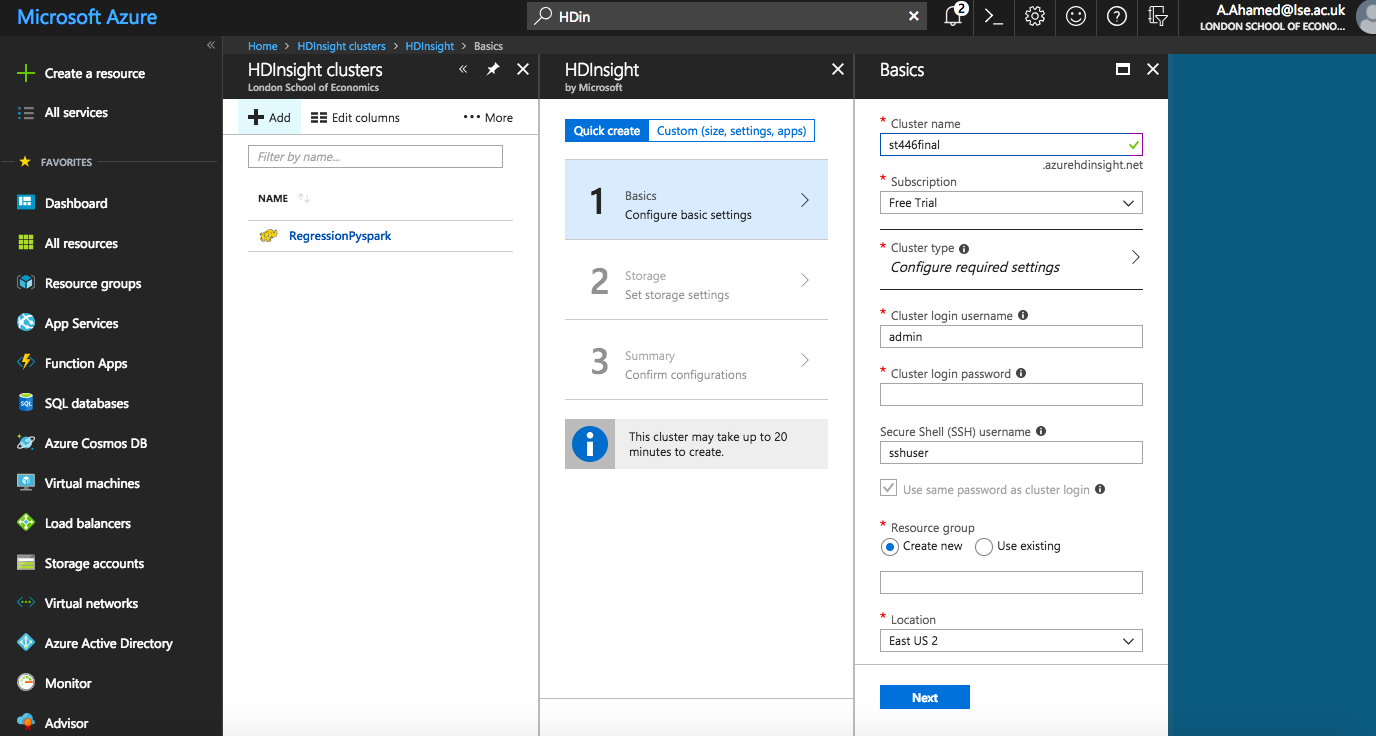 Microsoft Azure
HDin
2
A.Ahamed@lse.ac.uk
LONDON SCHOOL OF ECONO...
Create a resource
All services
FAVORITES
Dashboard
All resources
Resource groups
App Services
Function Apps
SQL databases
Azure Cosmos DB
Virtual machines
Load balancers
Storage accounts
Virtual networks
Azure Active Directory
Monitor
Advisor
Home > HDInsight clusters > HDInsight > Basics
HDInsight clusters
London School of Economics
Add
Edit columns
More
Filter by name...
NAME
RegressionPyspark
HDInsight
by Microsoft
Quick create
Custom (size, settings, apps)
1
Basics
Configure basic settings
2
Storage
Set storage settings
3
Summary
Confirm configurations
This cluster may take up to 20
minutes to create.
Basics
* Cluster name
st446final
.azurehdinsight.net
* Subscription
Free Trial
* Cluster type
Configure required settings
* Cluster login username
admin
* Cluster login password
Secure Shell (SSH) username
sshuser
Use same password as cluster login
* Resource group
Create new
Use existing
* Location
East US 2
Next